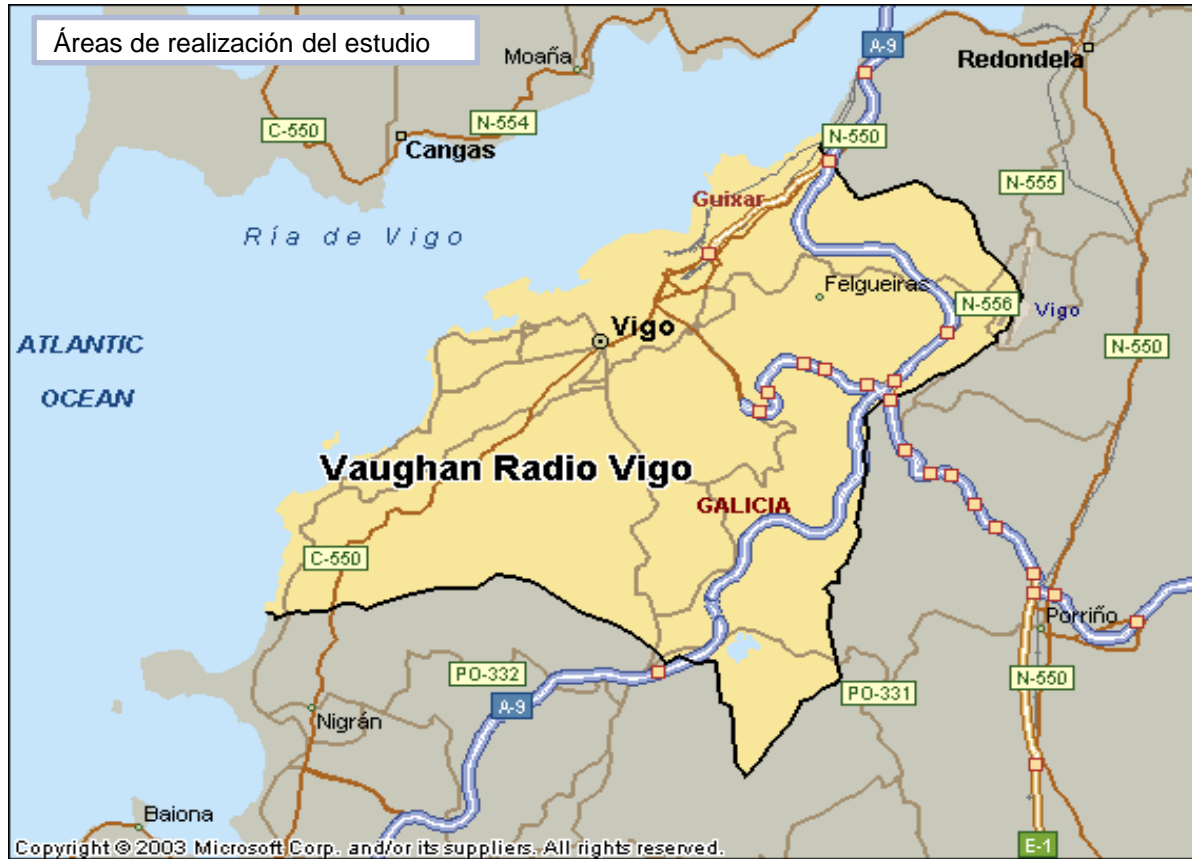 Áreas de realización del estudio
A-9
Moaña
Redondela
C-550
N-554
N-550
Cangas
N-555
Guixar
Ría de Vigo
Felgueiras
N-556
Vigo
Vigo
ATLANTIC
OCEAN
N-550
Vaughan Radio Vigo
GALICIA
C-550
Porriño
PO-332
PO-331
N-550
A-9
Nigrán
Baiona
Copyright © 2003 Microsoft Corp. and/or its suppliers. All rights reserved.
E-1